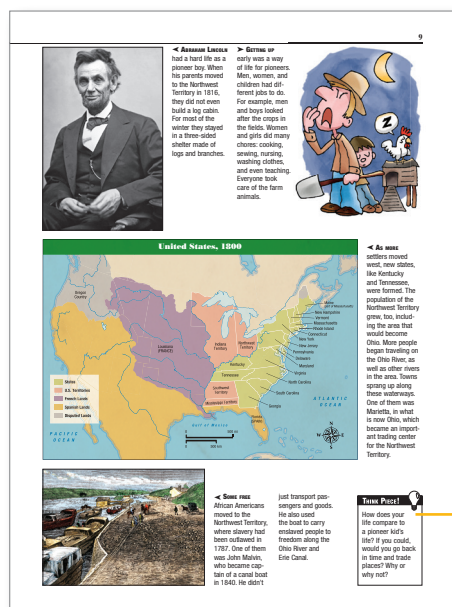 9
◄ Abraham Lincoln
had a hard life as a
pioneer boy. When
his parents moved
to the Northwest
Territory in 1816,
they did not even
build a log cabin.
For most of the
winter they stayed
in a three-sided
shelter made of
logs and branches.
➤ Getting up
early was a way
of life for pioneers.
Men, women, and
children had dif-
ferent jobs to do.
For example, men
and boys looked
after the crops in
the fields. Women
and girls did many
chores: cooking,
sewing, nursing,
washing clothes,
and even teaching.
Everyone took
care of the farm
animals.
Z
United States, 1800
Oregon
Country
Louisiana
(FRANCE)
Indiana
Territory
Northwest
Territory
Maine
New Hampshire
Vermont
Massachusetts
Rhode Island
Connecticut
New York
New Jersey
Pennsylvania
Delaware
Maryland
Virginia
Kentucky
Tennessee
North Carolina
South Carolina
Georgia
Mississippi Territory
Florida
(SPAIN)
States
U.S. Territories
French Lands
Spanish Lands
Disputed Lands
PACIFIC
OCEAN
Gulf of Mexico
ATLANTIC
OCEAN
0 500 mi
0 500 km
N
W E
S
◄ As more
settlers moved
west, new states,
like Kentucky
and Tennessee,
were formed. The
population of the
Northwest Territory
grew, too, includ-
ing the area that
would become
Ohio. More people
began traveling on
the Ohio River, as
well as other rivers
in the area. Towns
sprang up along
these waterways.
One of them was
Marietta, in what
is now Ohio, which
became an import-
ant trading center
for the Northwest
Territory.
◄ Some free
African Americans
moved to the
Northwest Territory,
where slavery had
been outlawed in
1787. One of them
was John Malvin,
who became cap-
tain of a canal boat
in 1840. He didn't
just transport pas-
sengers and goods.
He also used
the boat to carry
enslaved people to
freedom along the
Ohio River and
Erie Canal.
Think Piece!
How does your
life compare to
a pioneer kid's
life? If you could,
would you go back
in time and trade
places? Why or
why not?